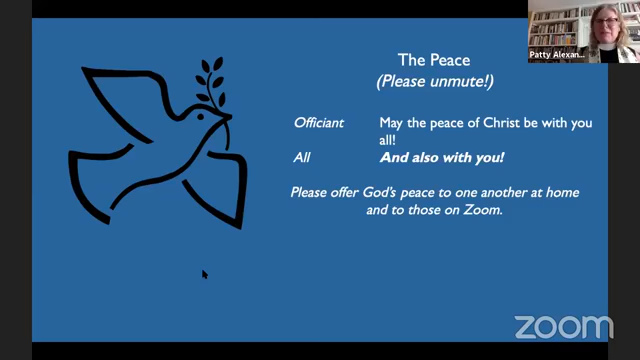 Patty Alexan...
The Peace
(Please unmute!)
Officiant May the peace of Christ be with you
all!
All And also with you!
Please offer God's peace to one another at home
and to those on Zoom.
zoom